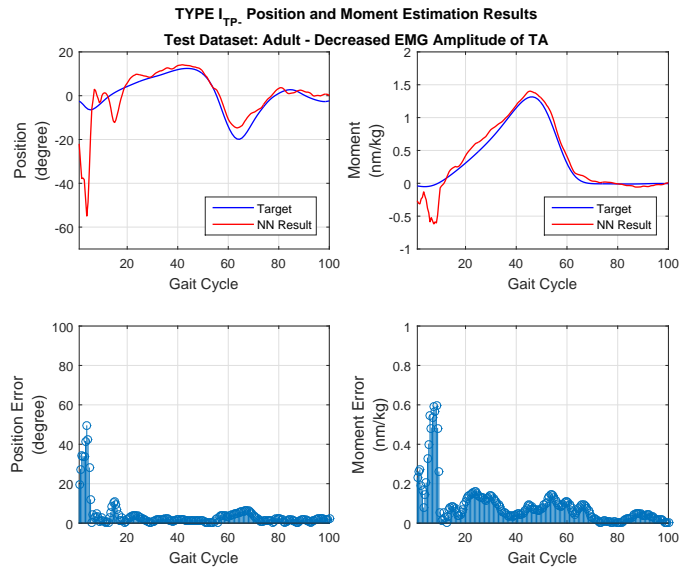 TYPE I_TP- Position and Moment Estimation Results
Test Dataset: Adult - Decreased EMG Amplitude of TA
20
0
-20
-40
-60
Position
(degree)
Target
NN Result
20
40
60
80
100
Gait Cycle
2
1.5
1
0.5
0
-0.5
-1
Moment
(nm/kg)
Target
NN Result
20
40
60
80
100
Gait Cycle
100
80
60
40
20
0
Position Error
(degree)
20
40
60
80
100
Gait Cycle
1
0.8
0.6
0.4
0.2
0
Moment Error
(nm/kg)
20
40
60
80
100
Gait Cycle